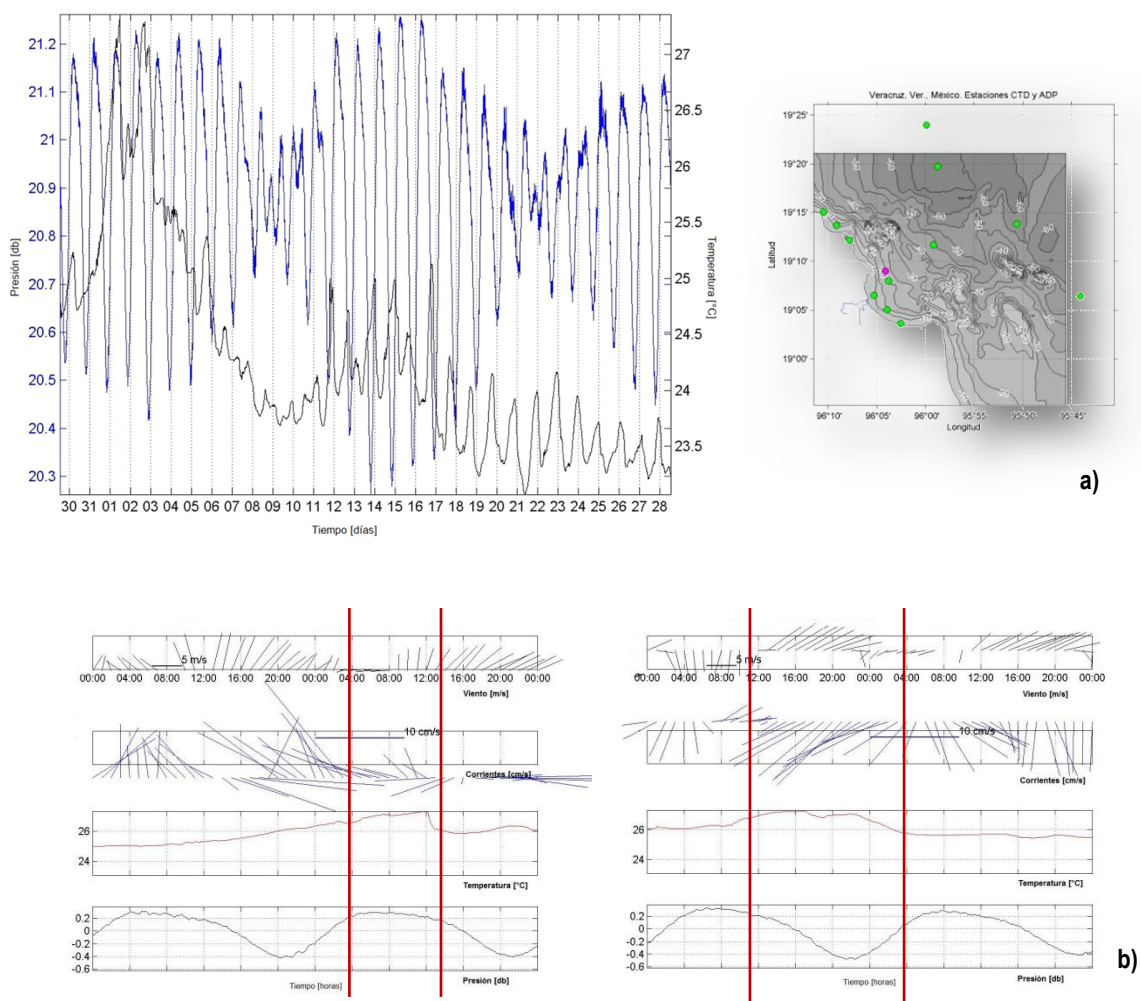 21.2
21.1
21
20.9
20.8
20.7
20.6
20.5
20.4
20.3
Presión [db]
27
26.5
26
25.5
25
24.5
24
23.5
Temperatura [°C]
30 31 01 02 03 04 05 06 07 08 09 10 11 12 13 14 15 16 17 18 19 20 21 22 23 24 25 26 27 28
Tiempo [días]
Veracruz, Ver., México. Estaciones CTD y ADP
19°25'
19°20'
19°15'
19°10'
19°05'
19°00'
Latitud
96°10' 96°05' 96°00' 95°55' 95°50' 95°45'
Longitud
a)
5 m/s
00:00 04:00 08:00 12:00 16:00 20:00 00:00 04:00 08:00 12:00 16:00 20:00 00:00
Viento [m/s]
10 cm/s
Corrientes [cm/s]
26
24
Temperatura [°C]
0.2
0
-0.2
-0.4
-0.6
Tiempo [horas]
Presión [db]
5 m/s
00:00 04:00 08:00 12:00 16:00 20:00 00:00 04:00 08:00 12:00 16:00 20:00 00:00
Viento [m/s]
10 cm/s
Corrientes [cm/s]
26
24
Temperatura [°C]
0.2
0
-0.2
-0.4
-0.6
Tiempo [horas]
Presión [db]
b)